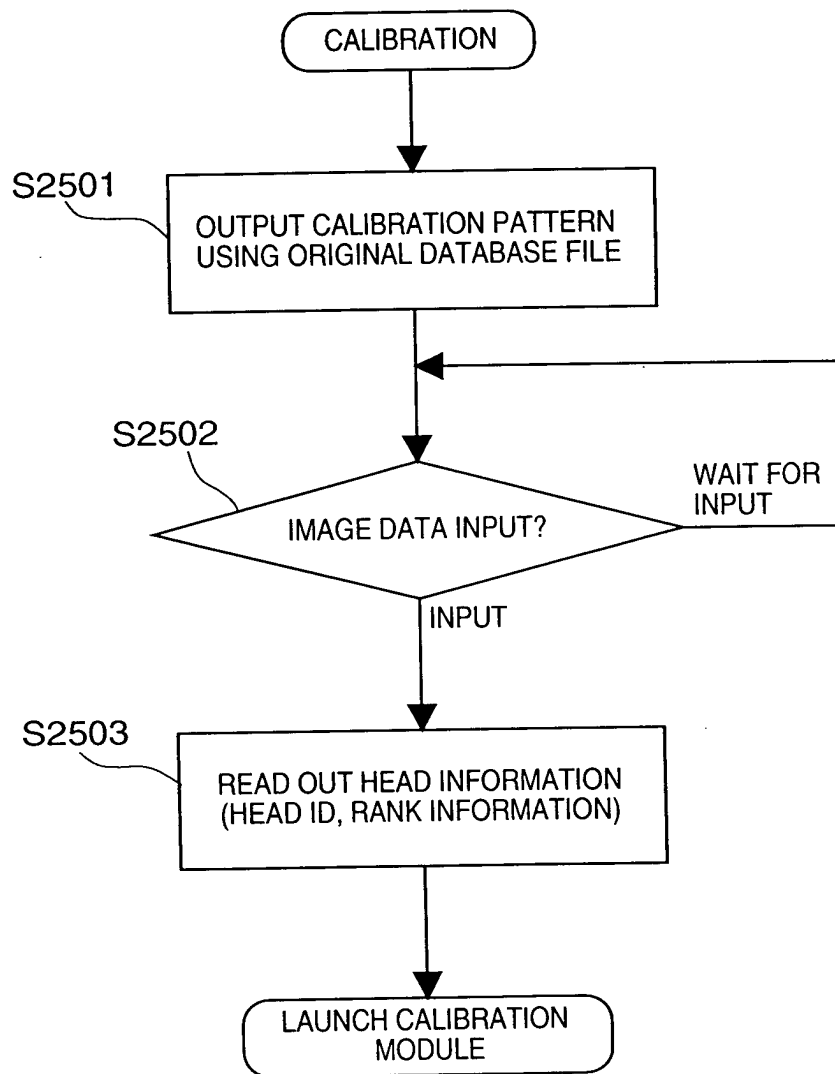 CALIBRATION
S2501
OUTPUT CALIBRATION PATTERN
USING ORIGINAL DATABASE FILE
S2502
IMAGE DATA INPUT?
WAIT FOR
INPUT
INPUT
S2503
READ OUT HEAD INFORMATION
(HEAD ID, RANK INFORMATION)
LAUNCH CALIBRATION
MODULE